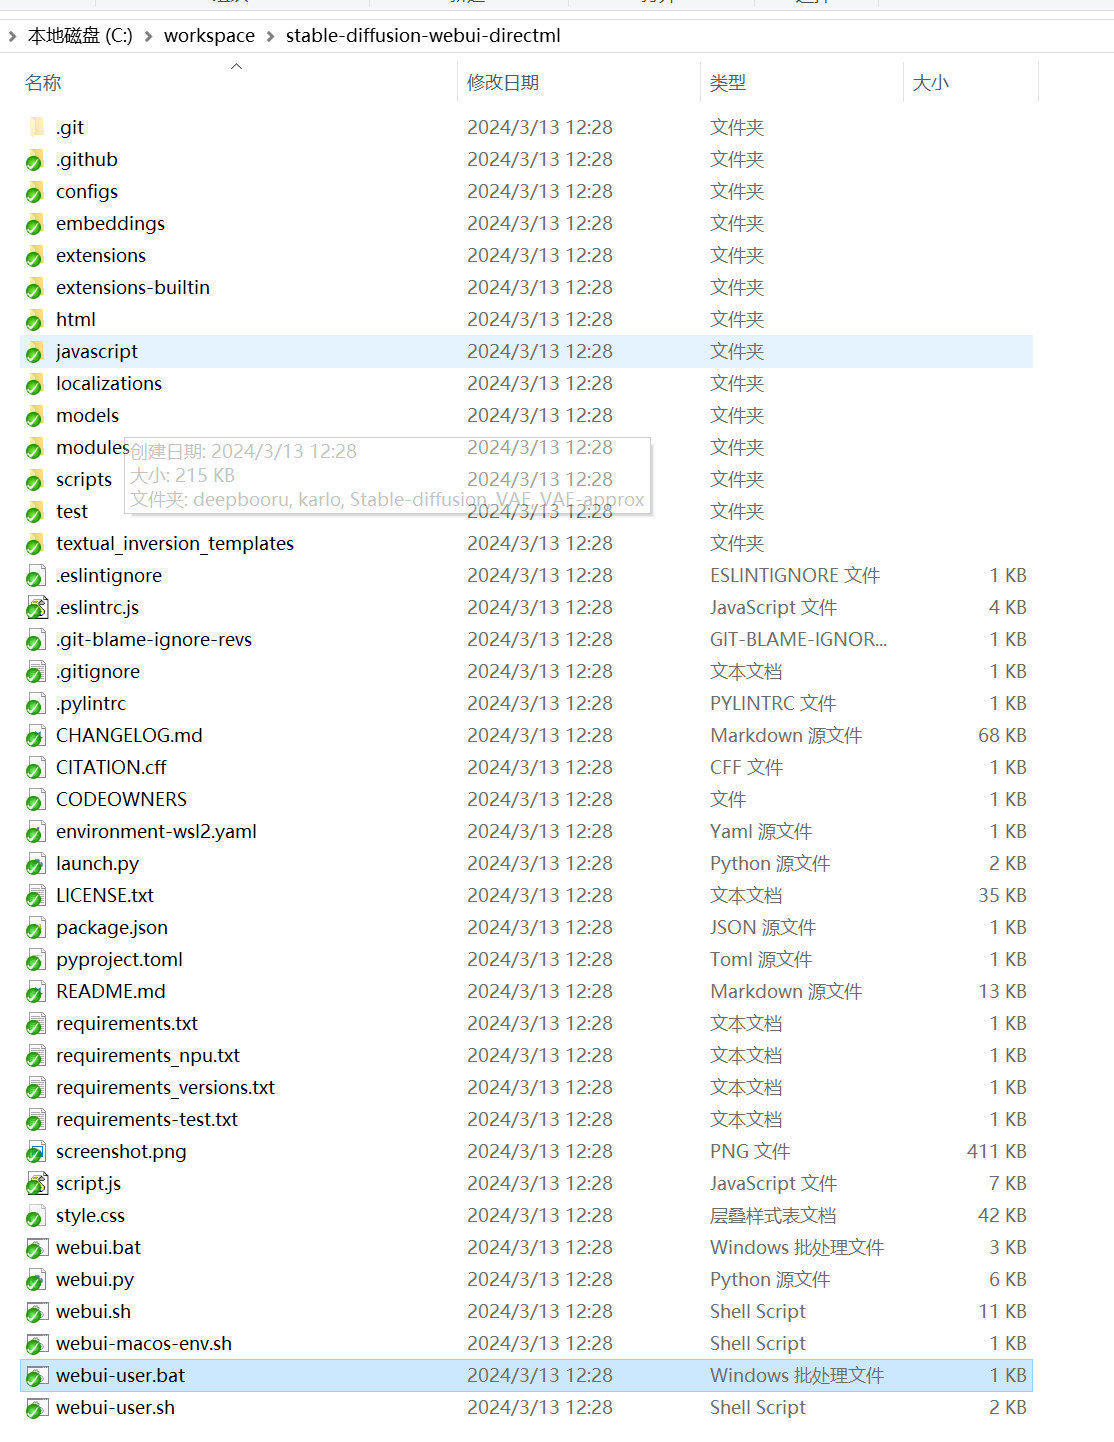 本地磁盘 (C:) workspace stable-diffusion-webui-directml
名称 修改日期 类型 大小
.git 2024/3/13 12:28 文件夹
.github 2024/3/13 12:28 文件夹
configs 2024/3/13 12:28 文件夹
embeddings 2024/3/13 12:28 文件夹
extensions 2024/3/13 12:28 文件夹
extensions-builtin 2024/3/13 12:28 文件夹
html 2024/3/13 12:28 文件夹
javascript 2024/3/13 12:28 文件夹
localizations 2024/3/13 12:28 文件夹
models 2024/3/13 12:28 文件夹
modules 2024/3/13 12:28 文件夹
创建日期: 2024/3/13 12:28
大小: 215 KB
文件夹: deepbooru, karlo, Stable-diffusion, VAE, VAE-approx
scripts 2024/3/13 12:28 文件夹
test 2024/3/13 12:28 文件夹
textual_inversion_templates 2024/3/13 12:28 文件夹
.eslintignore 2024/3/13 12:28 ESLINTIGNORE 文件 1 KB
.eslintrc.js 2024/3/13 12:28 JavaScript 文件 4 KB
.git-blame-ignore-revs 2024/3/13 12:28 GIT-BLAME-IGNOR... 1 KB
.gitignore 2024/3/13 12:28 文本文档 1 KB
.pylintrc 2024/3/13 12:28 PYLINTRC 文件 1 KB
CHANGELOG.md 2024/3/13 12:28 Markdown 源文件 68 KB
CITATION.cff 2024/3/13 12:28 CFF 文件 1 KB
CODEOWNERS 2024/3/13 12:28 文件 1 KB
environment-wsl2.yaml 2024/3/13 12:28 Yaml 源文件 1 KB
launch.py 2024/3/13 12:28 Python 源文件 2 KB
LICENSE.txt 2024/3/13 12:28 文本文档 35 KB
package.json 2024/3/13 12:28 JSON 源文件 1 KB
pyproject.toml 2024/3/13 12:28 Toml 源文件 1 KB
README.md 2024/3/13 12:28 Markdown 源文件 13 KB
requirements.txt 2024/3/13 12:28 文本文档 1 KB
requirements_npu.txt 2024/3/13 12:28 文本文档 1 KB
requirements_versions.txt 2024/3/13 12:28 文本文档 1 KB
requirements-test.txt 2024/3/13 12:28 文本文档 1 KB
screenshot.png 2024/3/13 12:28 PNG 文件 411 KB
script.js 2024/3/13 12:28 JavaScript 文件 7 KB
style.css 2024/3/13 12:28 层叠样式表文档 42 KB
webui.bat 2024/3/13 12:28 Windows 批处理文件 3 KB
webui.py 2024/3/13 12:28 Python 源文件 6 KB
webui.sh 2024/3/13 12:28 Shell Script 11 KB
webui-macos-env.sh 2024/3/13 12:28 Shell Script 1 KB
webui-user.bat 2024/3/13 12:28 Windows 批处理文件 1 KB
webui-user.sh 2024/3/13 12:28 Shell Script 2 KB